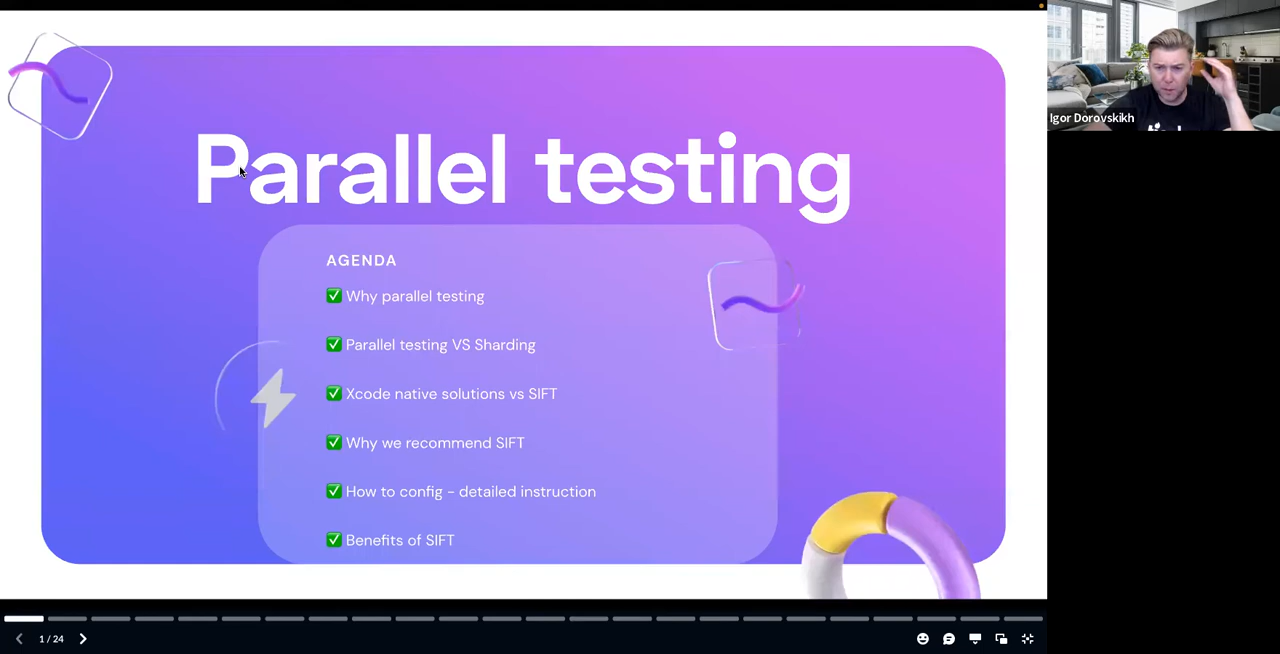 Parallel testing
AGENDA
✅ Why parallel testing
✅ Parallel testing VS Sharding
✅ Xcode native solutions vs SIFT
✅ Why we recommend SIFT
✅ How to config - detailed instruction
✅ Benefits of SIFT
Igor Dorovskikh
1 / 24